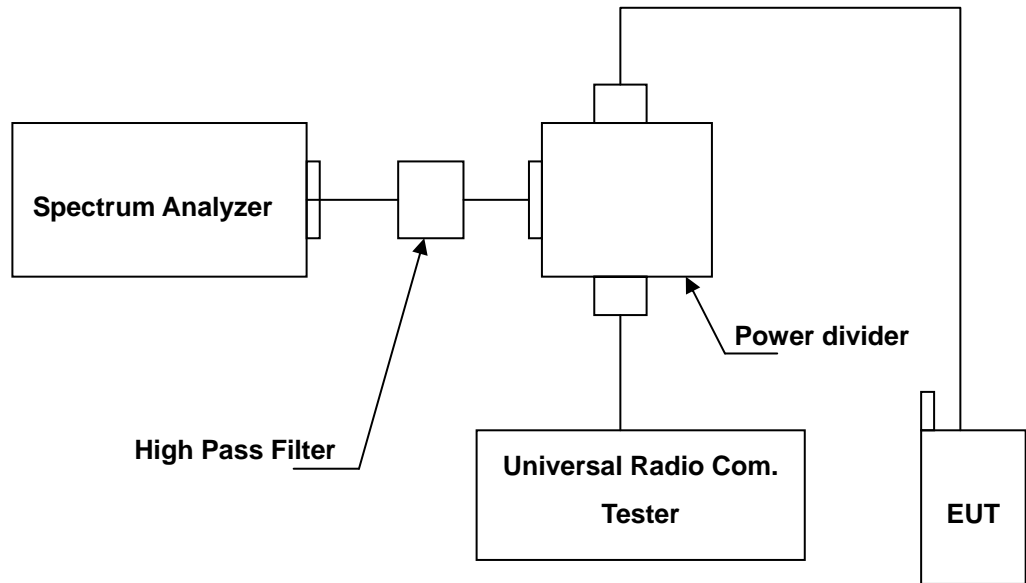 Spectrum Analyzer
Power divider
High Pass Filter
Universal Radio Com.
Tester
EUT